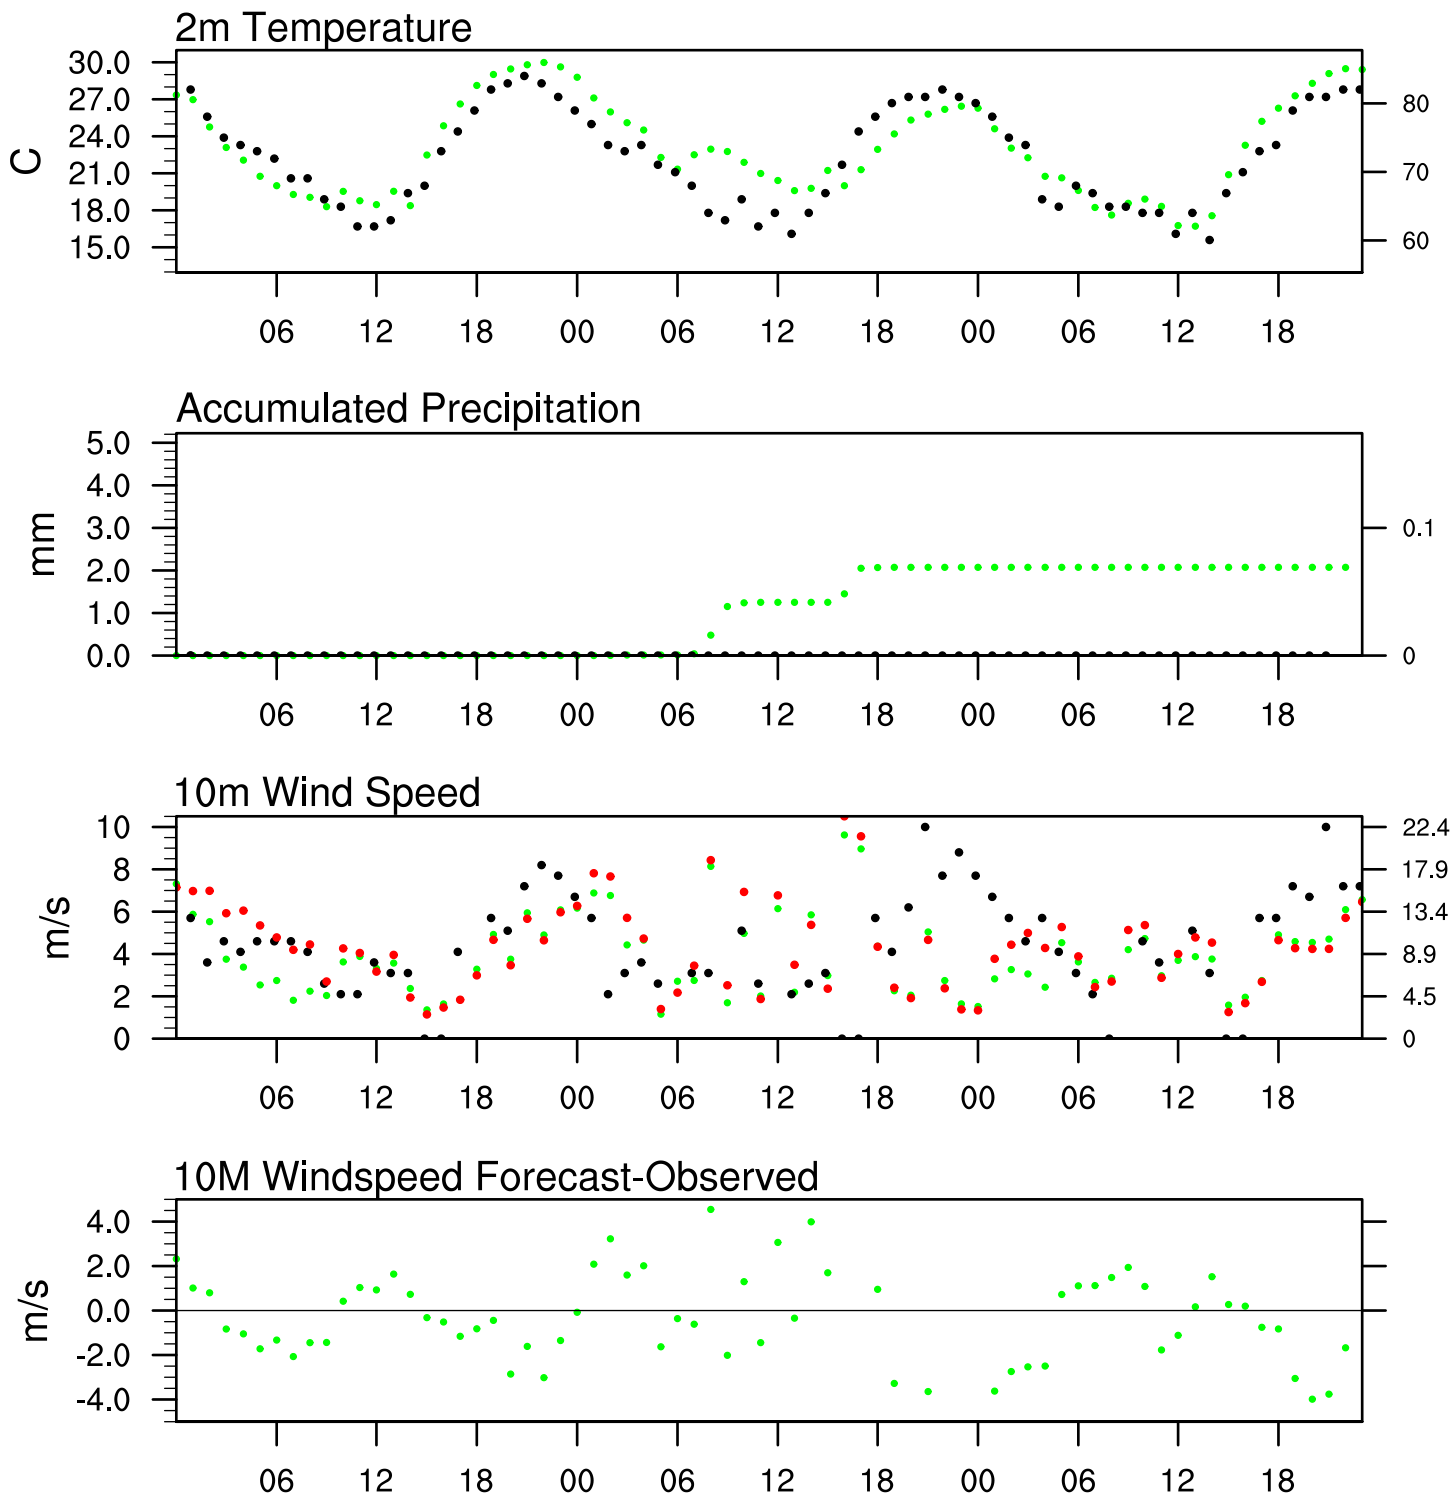 2m Temperature
30.0
27.0
24.0
21.0
18.0
15.0
C
80
70
60
06 12 18 00 06 12 18 00 06 12 18
Accumulated Precipitation
5.0
4.0
3.0
2.0
1.0
0.0
mm
0.1
0
06 12 18 00 06 12 18 00 06 12 18
10m Wind Speed
10
8
6
4
2
0
m/s
22.4
17.9
13.4
8.9
4.5
0
06 12 18 00 06 12 18 00 06 12 18
10M Windspeed Forecast-Observed
4.0
2.0
0.0
-2.0
-4.0
m/s
06 12 18 00 06 12 18 00 06 12 18